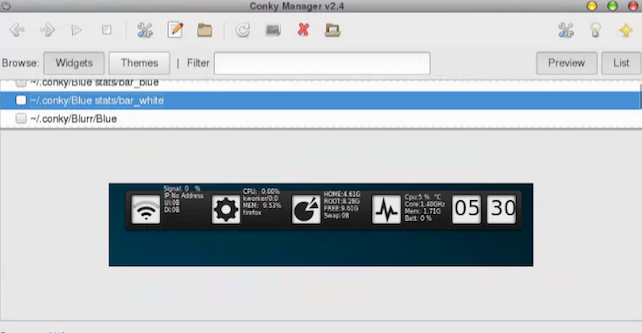 Conky Manager v2.4
Browse: Widgets Themes | Filter Preview List
~/.conky/Blue stats/bar_blue
~/.conky/Blue stats/bar_white
~/.conky/Blurr/Blue
Signal: 0 %
IP:No Address
Ul:0B
Dl:0B
CPU: 0.00%
kworker/0:0
MEM: 9.53%
firefox
HOME:4.61G
ROOT:8.28G
FREE:9.61G
Swap:0B
Cpu:5 % °C
Core:1.40GHz
Mem: 1.71G
Batt: 0 %
05 30